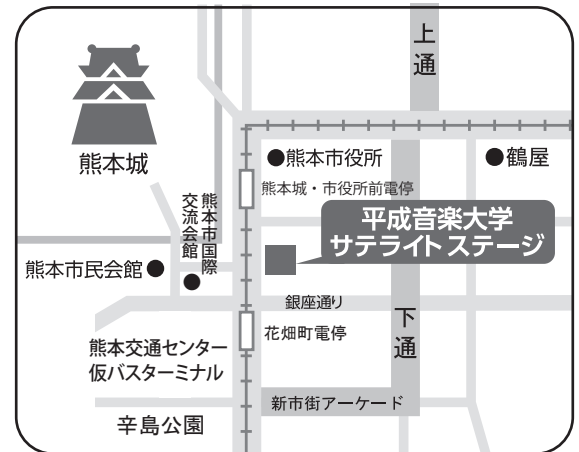 上通
熊本城
熊本市役所
鶴屋
熊本城・市役所前電停
平成音楽大学
サテライトステージ
熊本市国際
交流会館
熊本市民会館
銀座通り
花畑町電停
下通
熊本交通センター
仮バスターミナル
新市街アーケード
辛島公園